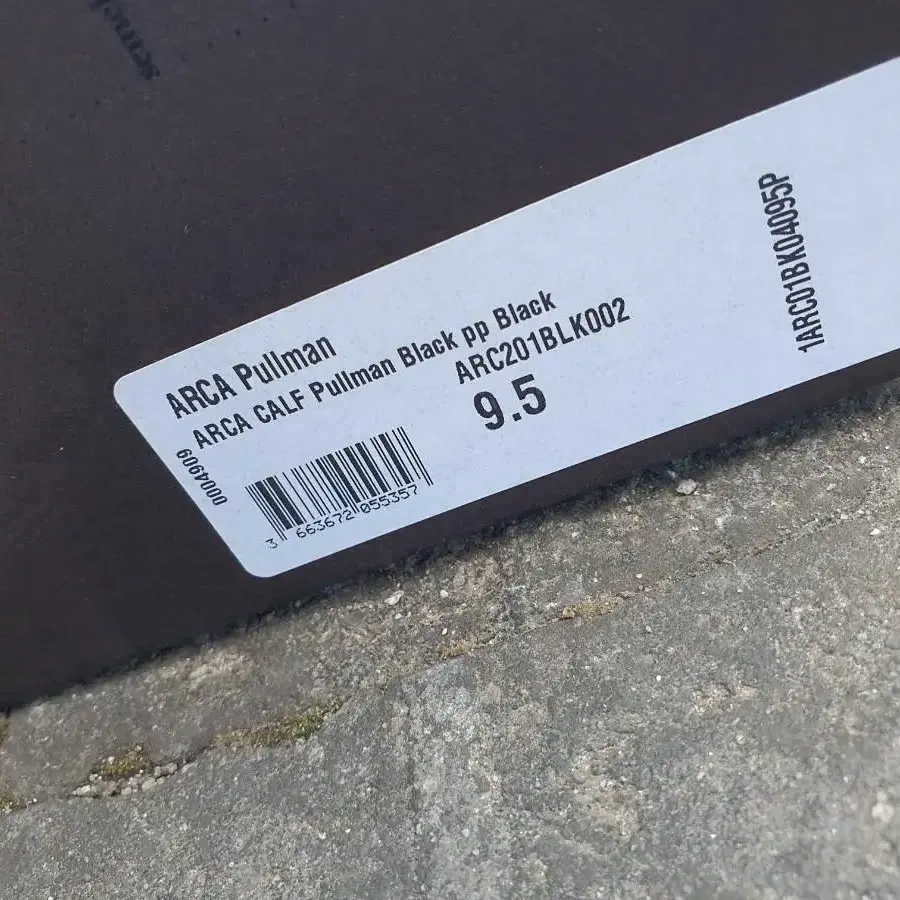 ARCA Pullman
ARCA CALF Pullman Black pp Black
ARC201BLK002
9.5
0004909
3 663672 055357
1ARC01BK04095P